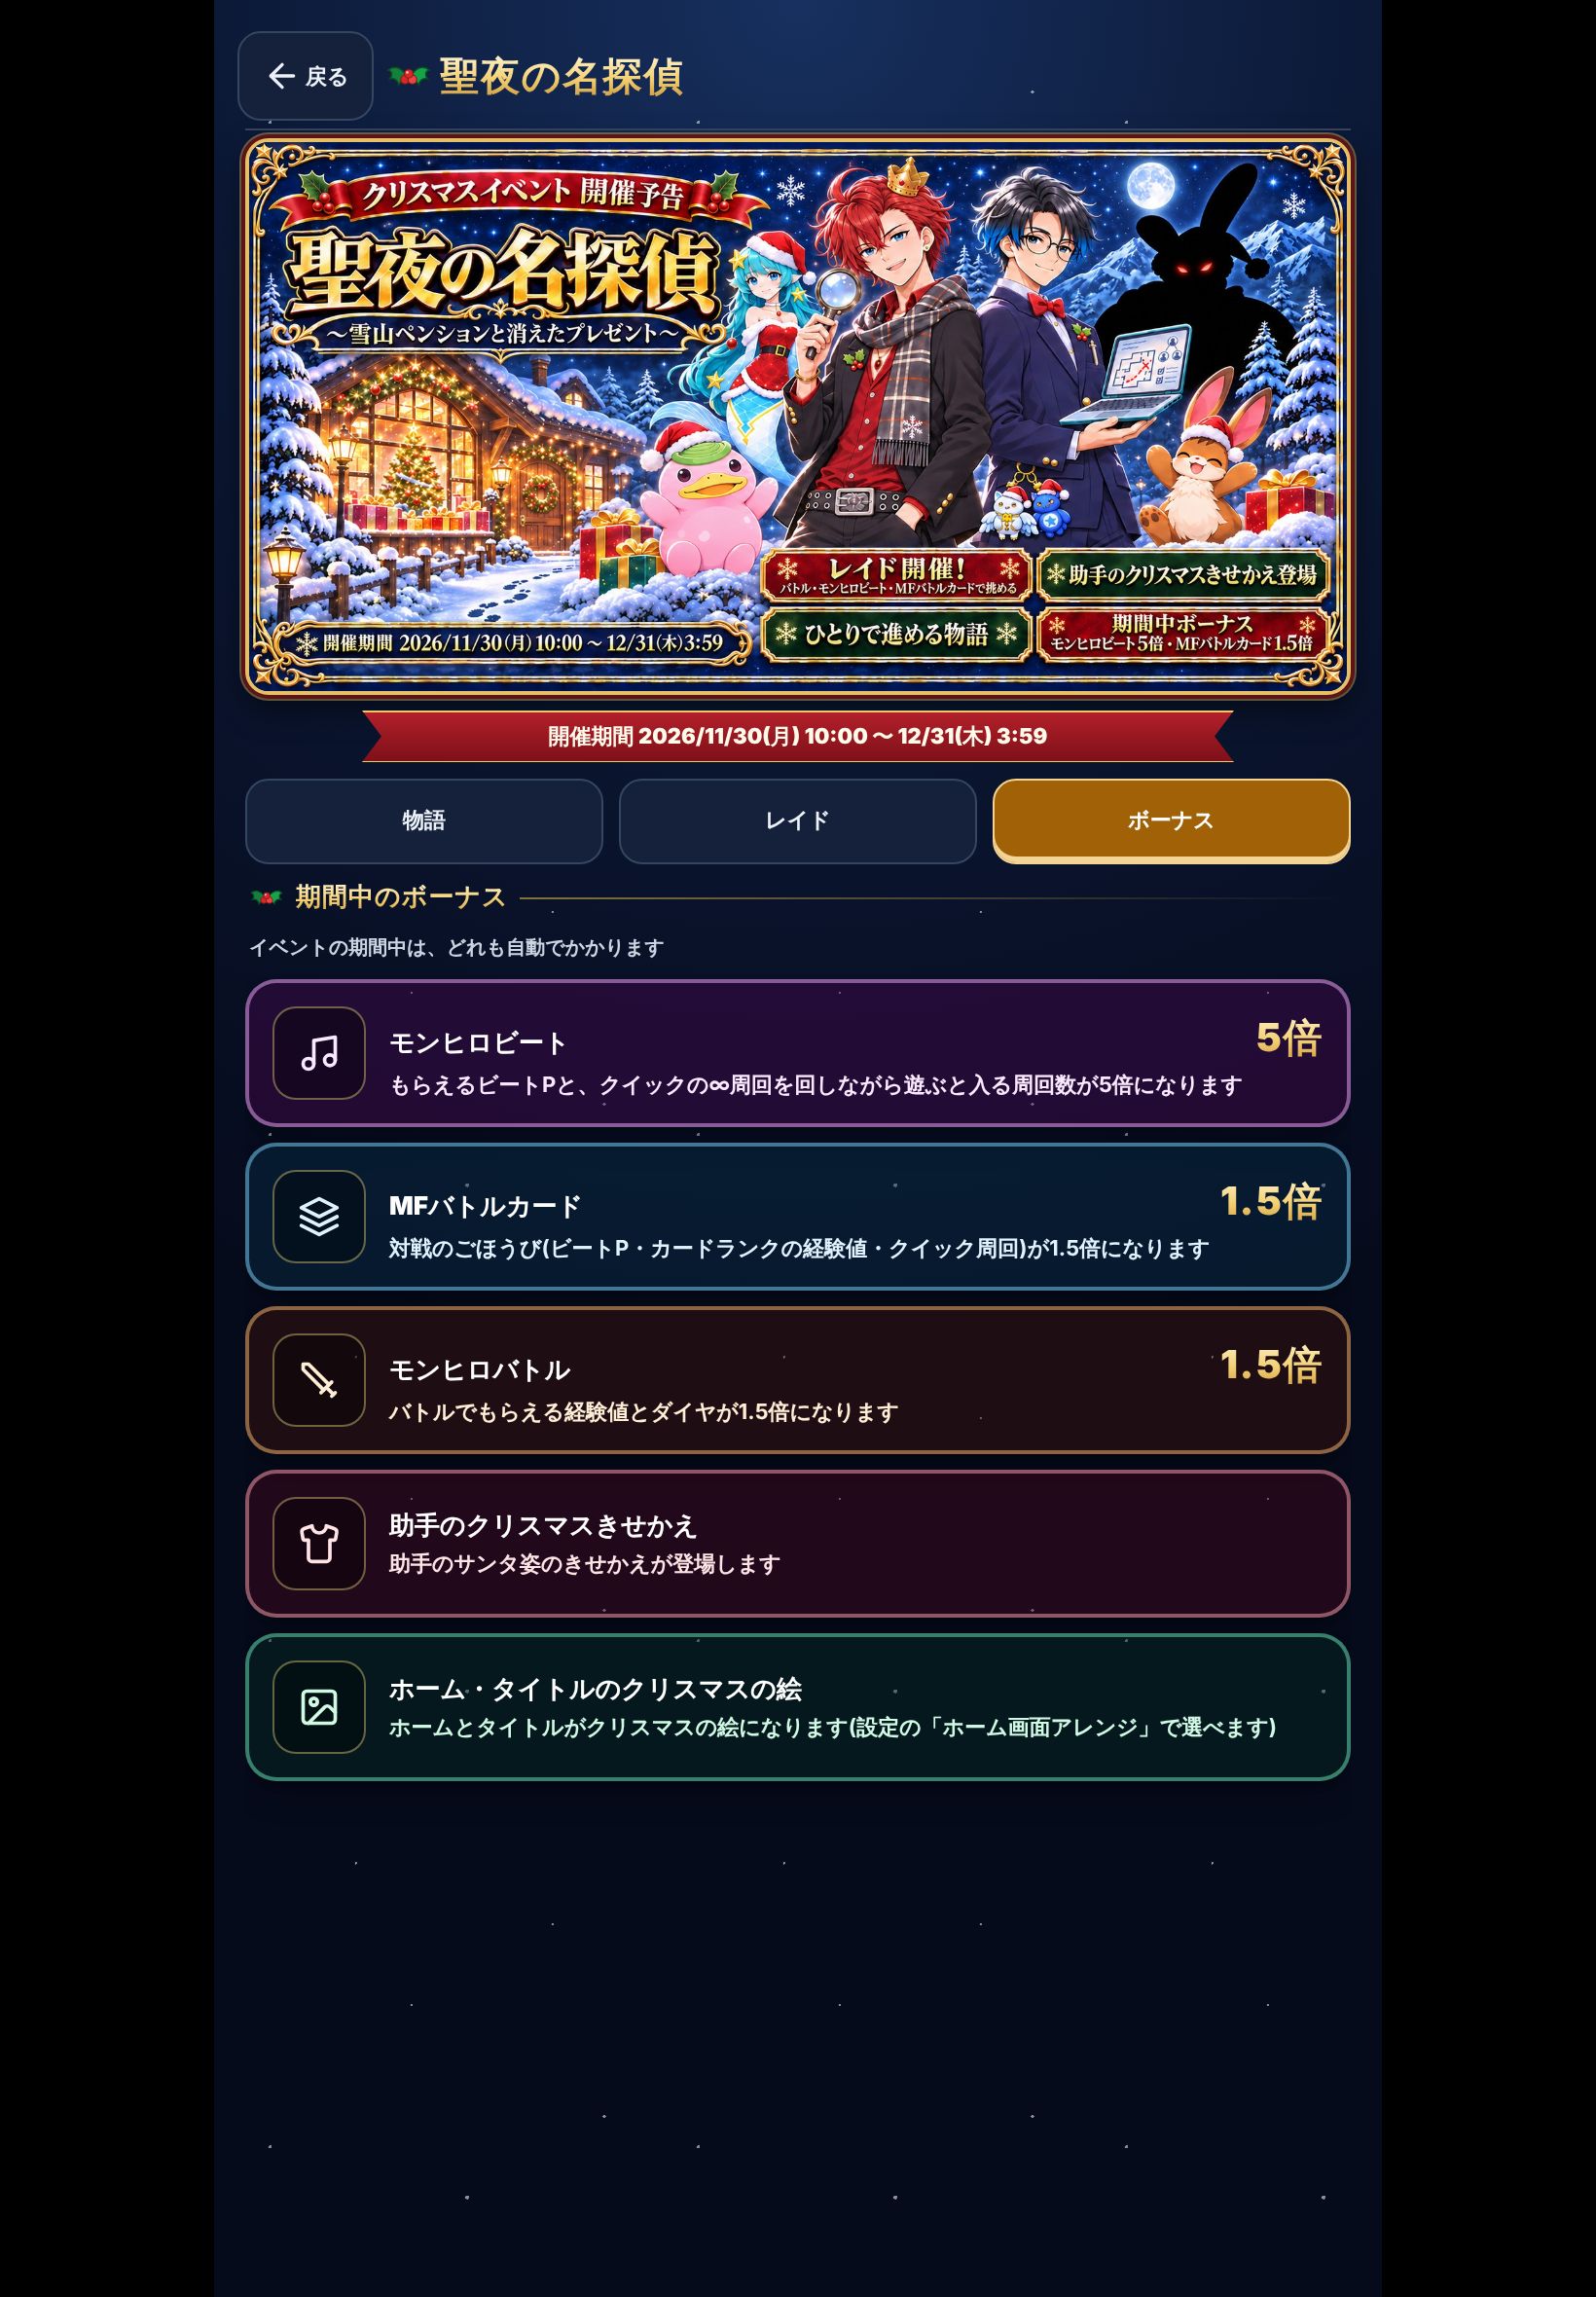 戻る
聖夜の名探偵
クリスマスイベント 開催予告
聖夜の名探偵
〜雪山ペンションと消えたプレゼント〜
レイド開催!
バトル・モンヒロビート・MFバトルカードで挑める
助手のクリスマスきせかえ登場
ひとりで進める物語
期間中ボーナス
モンヒロビート5倍・MFバトルカード1.5倍
開催期間 2026/11/30(月)10:00 〜 12/31(木)3:59
開催期間 2026/11/30(月) 10:00 〜 12/31(木) 3:59
物語
レイド
ボーナス
期間中のボーナス
イベントの期間中は、どれも自動でかかります
モンヒロビート
5倍
もらえるビートPと、クイックの∞周回を回しながら遊ぶと入る周回数が5倍になります
MFバトルカード
1.5倍
対戦のごほうび(ビートP・カードランクの経験値・クイック周回)が1.5倍になります
モンヒロバトル
1.5倍
バトルでもらえる経験値とダイヤが1.5倍になります
助手のクリスマスきせかえ
助手のサンタ姿のきせかえが登場します
ホーム・タイトルのクリスマスの絵
ホームとタイトルがクリスマスの絵になります(設定の「ホーム画面アレンジ」で選べます)